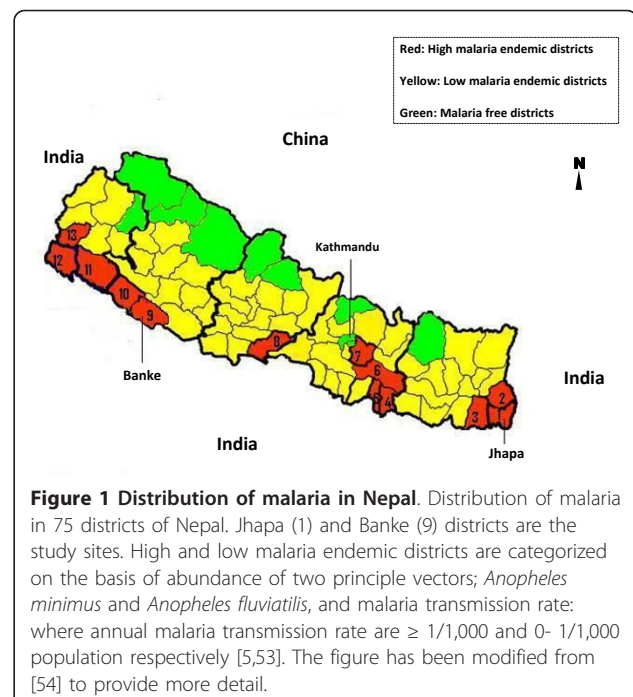 Red: High malaria endemic districts
Yellow: Low malaria endemic districts
Green: Malaria free districts
China
India
N
Kathmandu
13
12
11
10
9
8
7
6
5
4
3
2
1
Banke
India
India
Jhapa
Figure 1 Distribution of malaria in Nepal. Distribution of malaria
in 75 districts of Nepal. Jhapa (1) and Banke (9) districts are the
study sites. High and low malaria endemic districts are categorized
on the basis of abundance of two principle vectors; Anopheles
minimus and Anopheles fluviatilis, and malaria transmission rate:
where annual malaria transmission rate are ≥ 1/1,000 and 0- 1/1,000
population respectively [5,53]. The figure has been modified from
[54] to provide more detail.